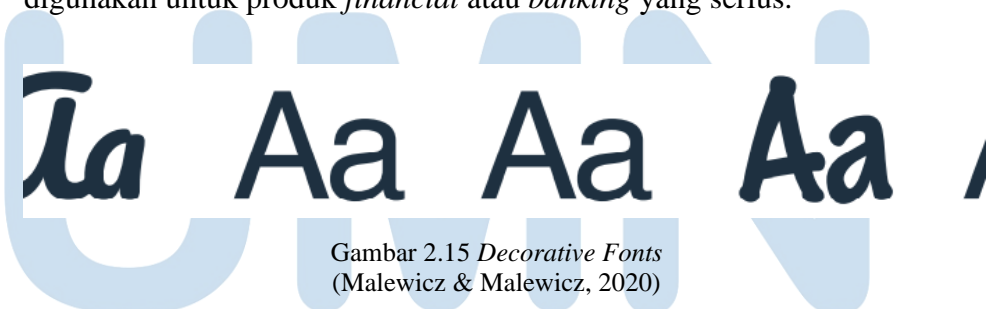 digunakan untuk produk financial atau banking yang serius.
Aa Aa Aa Aa A
UMN
Gambar 2.15 Decorative Fonts
(Malewicz & Malewicz, 2020)